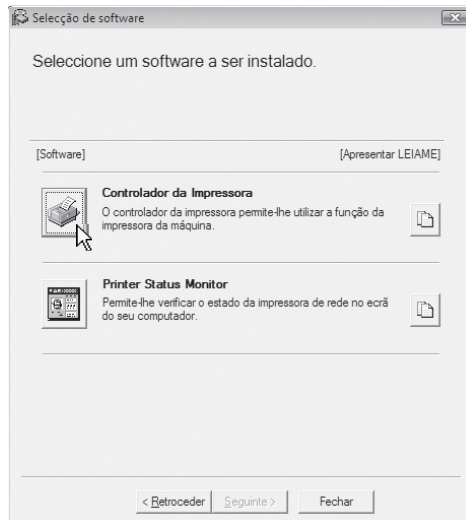 Selecção de software
Seleccione um software a ser instalado.
[Software] [Apresentar LEIAME]
Controlador da Impressora
O controlador da impressora permite-lhe utilizar a função da
impressora da máquina.
Printer Status Monitor
Permite-lhe verificar o estado da impressora de rede no ecrã
do seu computador.
< Retroceder Seguinte > Fechar